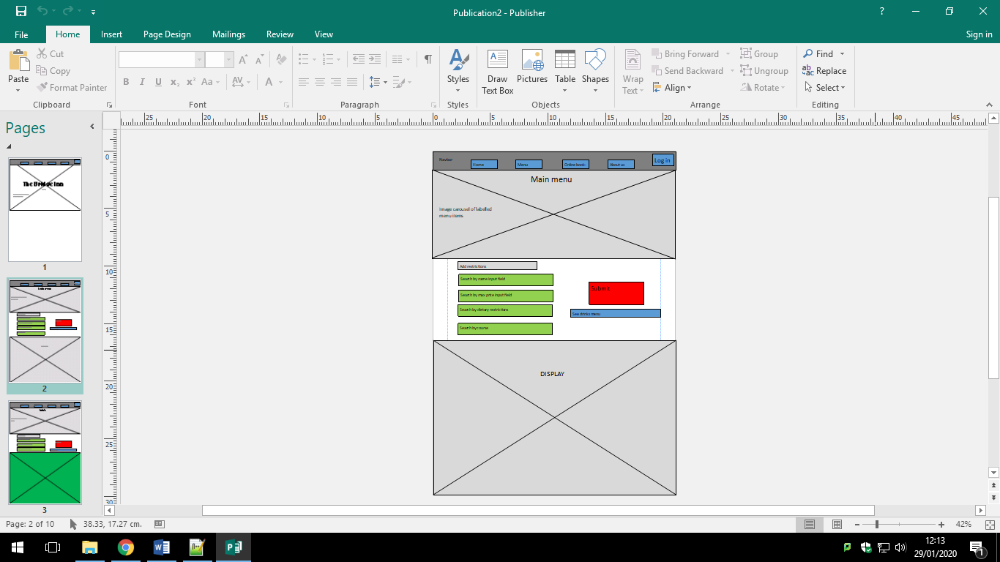 Publication2 - Publisher
?
File Home Insert Page Design Mailings Review View Sign in
Paste
Cut
Copy
Format Painter
Clipboard
B I U x₂ x² Aa AV A
Font
¶
Paragraph
Styles
Styles
Draw
Text Box
Pictures
Table
Shapes
Objects
Wrap
Text
Bring Forward
Send Backward
Align
Group
Ungroup
Rotate
Arrange
Find
Replace
Select
Editing
Pages
The Bridge Inn
1
2
3
25 20 15 10 5 0 5 10 15 20 25 30 35 40 45
0
5
10
15
20
25
30
Navbar Home Menu Online book- About us Log in
Main menu
Image carousel of labelled
menu items
Add restrictions
Search by name input field
Search by max price input field
Search by dietary restrictions
Search by course
Submit
See drinks menu
DISPLAY
Page: 2 of 10 38.33, 17.27 cm. 42%
12:13
29/01/2020
1